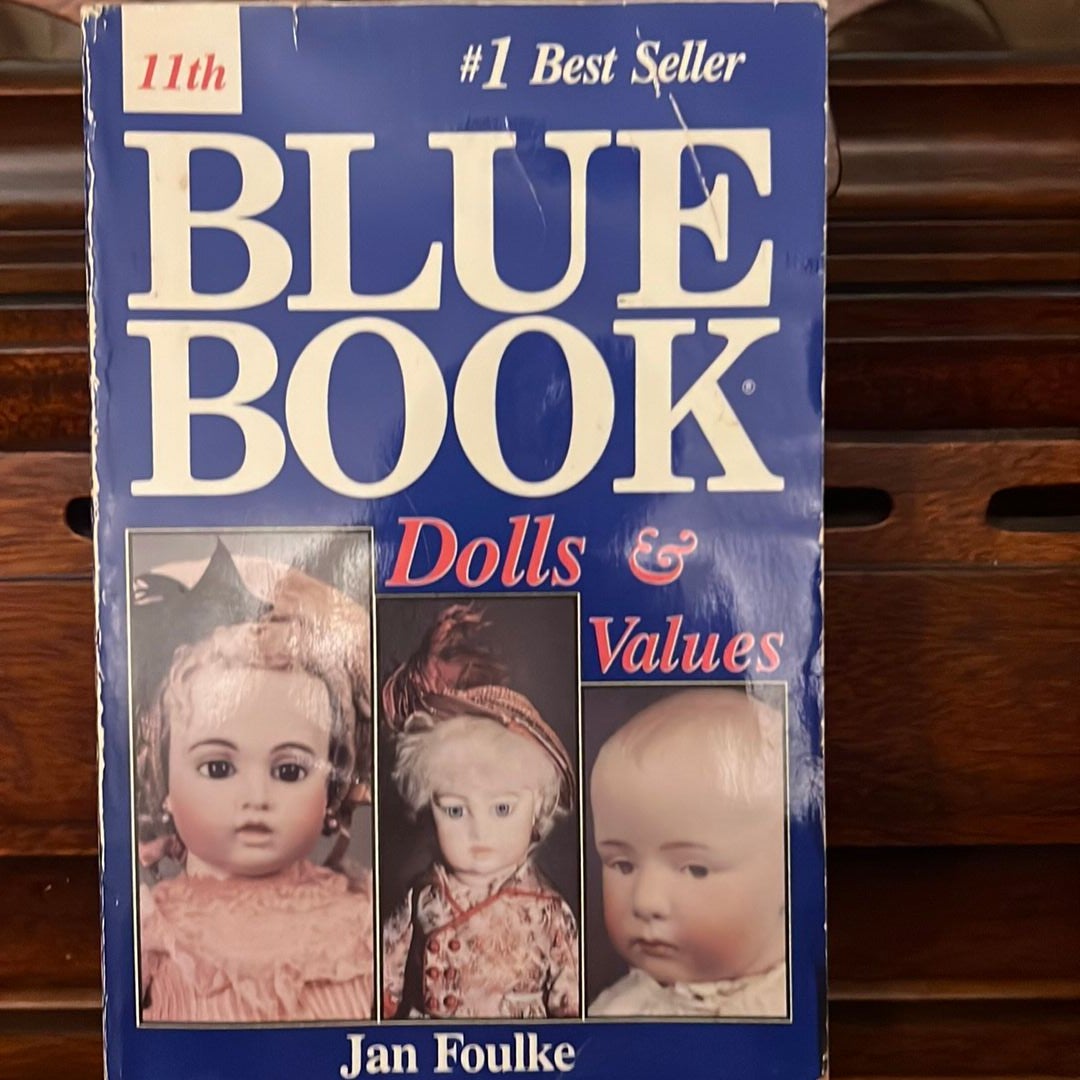 11th
#1 Best Seller
BLUE
BOOK®
Dolls &
Values
Jan Foulke